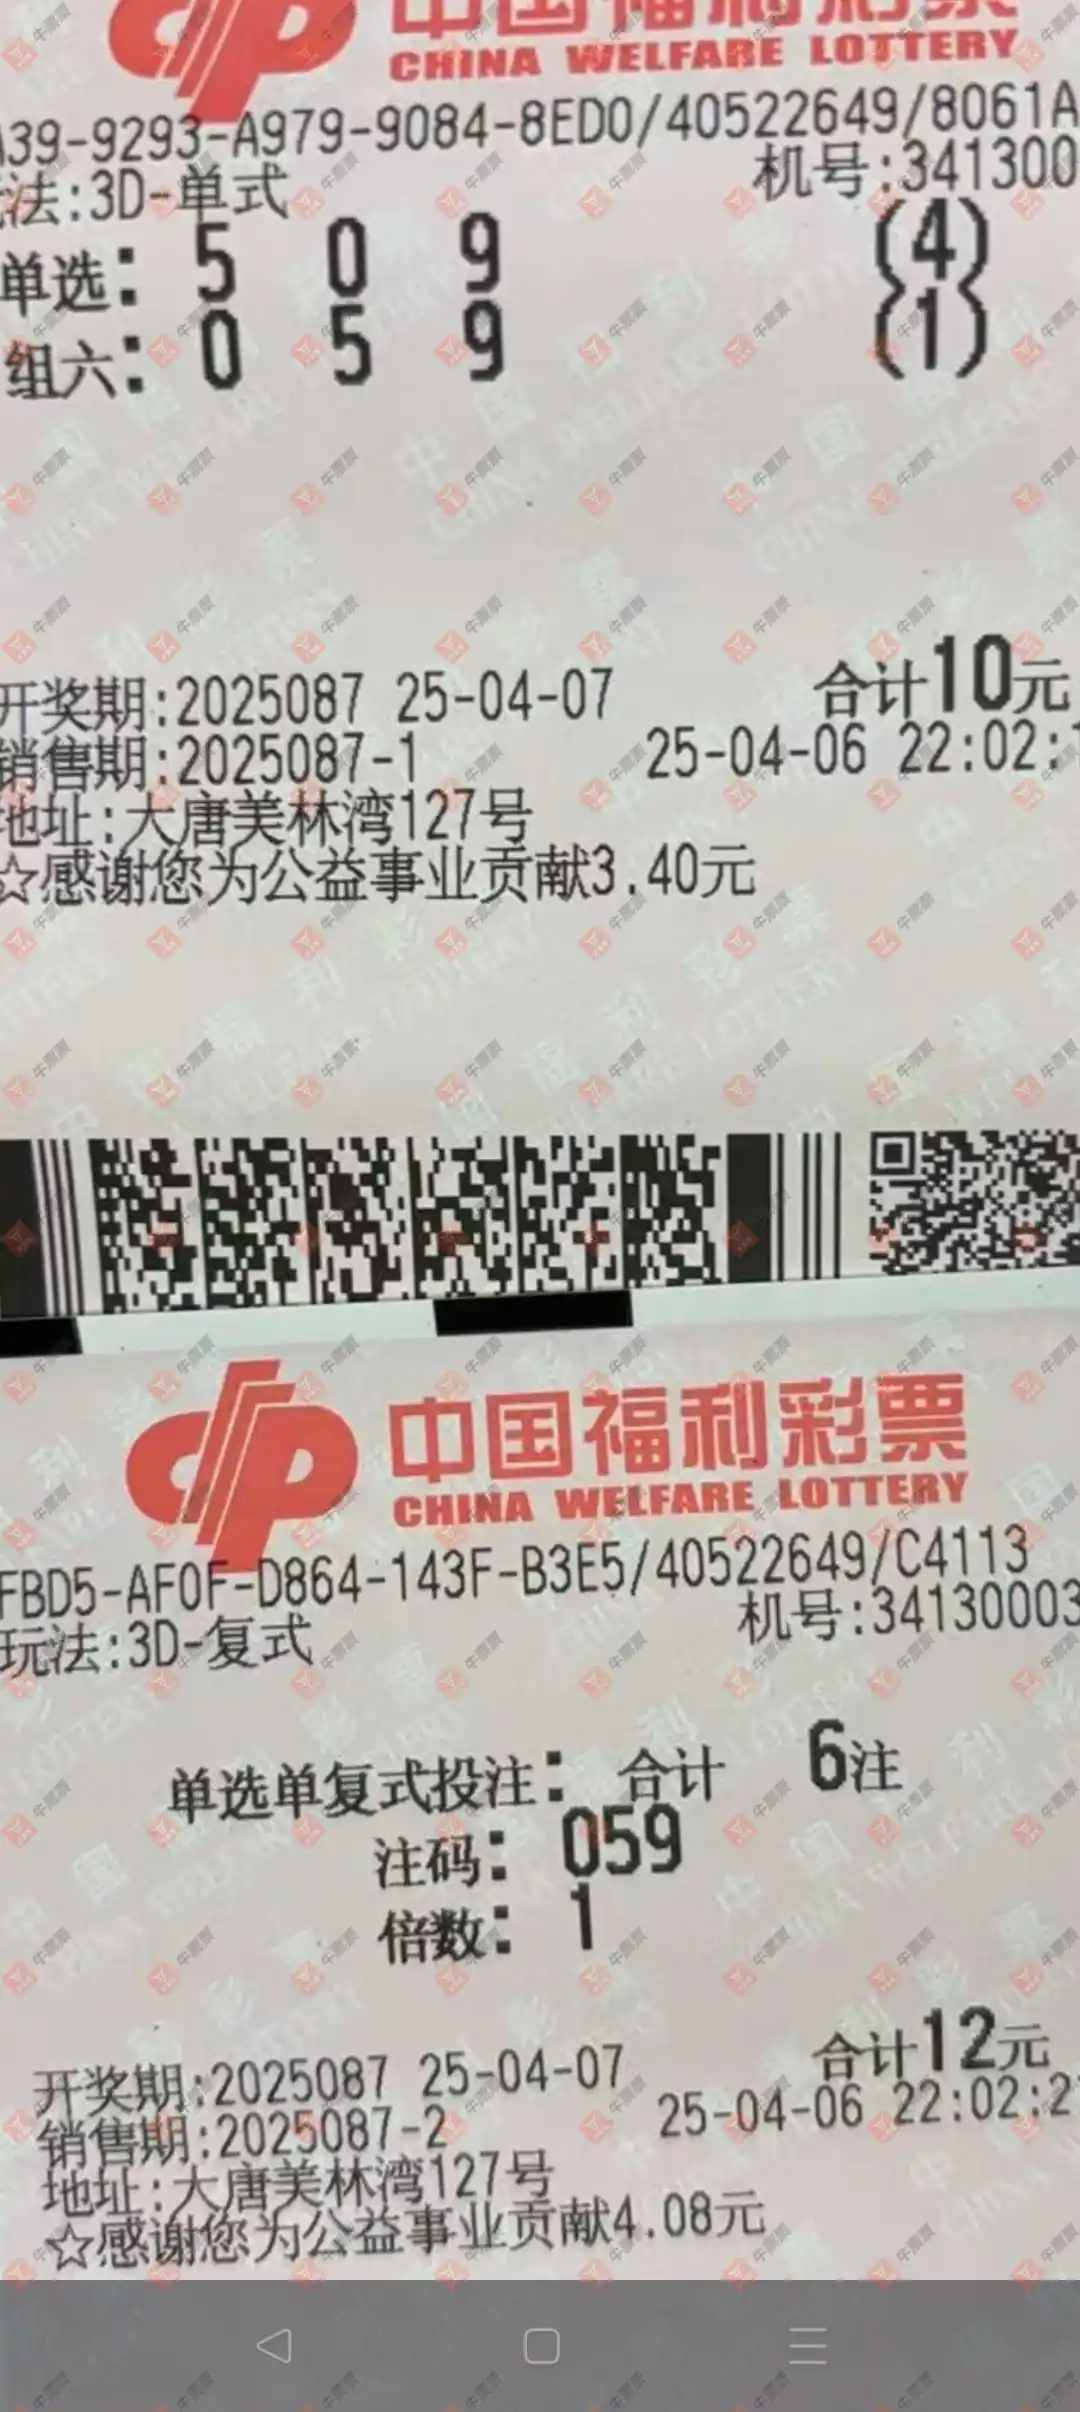 中国福利彩票
CHINA WELFARE LOTTERY
A39-9293-A979-9084-8ED0/40522649/8061A
法:3D-单式
机号:3413000
单选: 5 0 9 (4)
组六: 0 5 9 (1)
开奖期:2025087 25-04-07 合计10元
销售期:2025087-1 25-04-06 22:02:
地址:大唐美林湾127号
☆感谢您为公益事业贡献3.40元
中国福利彩票
CHINA WELFARE LOTTERY
FBD5-AF0F-D864-143F-B3E5/40522649/C4113
玩法:3D-复式
机号:34130003
单选单复式投注: 合计 6注
注码: 059
倍数: 1
开奖期:2025087 25-04-07 合计12元
销售期:2025087-2 25-04-06 22:02:2
地址:大唐美林湾127号
☆感谢您为公益事业贡献4.08元
牛票票